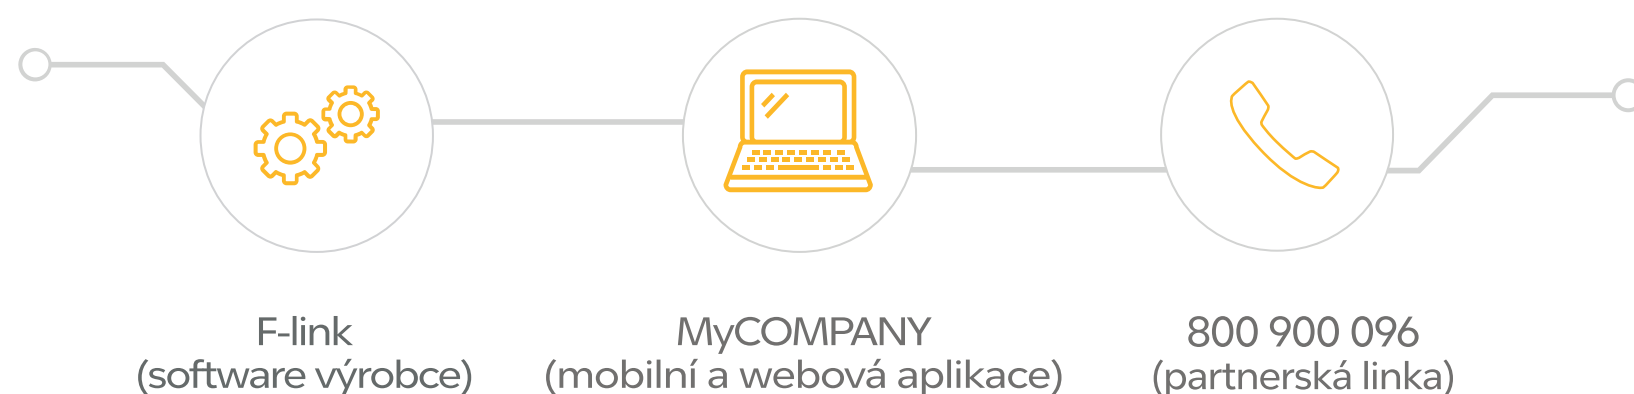 F-link
(software výrobce)
MyCOMPANY
(mobilní a webová aplikace)
800 900 096
(partnerská linka)